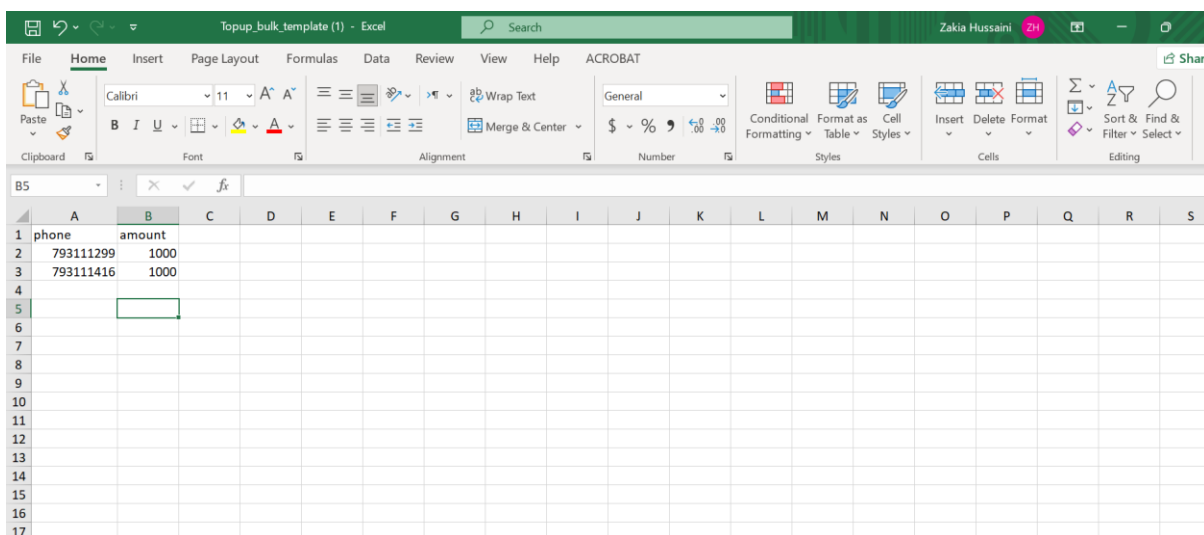 Topup_bulk_template (1) - Excel Search Zakia Hussaini ZH
File Home Insert Page Layout Formulas Data Review View Help ACROBAT Shar
Paste Calibri 11 A^ A˅ ab Wrap Text General Conditional Formatting Format as Table Cell Styles Insert Delete Format Sort & Filter Find & Select
B I U A Merge & Center $ % 9 .00
Clipboard Font Alignment Number Styles Cells Editing
B5 fx
A B C D E F G H I J K L M N O P Q R S
1 phone amount
2 793111299 1000
3 793111416 1000
4
5
6
7
8
9
10
11
12
13
14
15
16
17